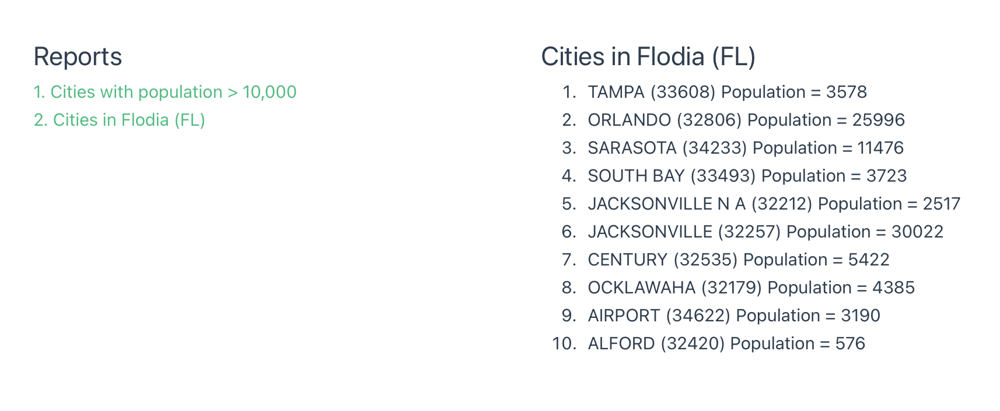 Reports
1. Cities with population > 10,000
2. Cities in Flodia (FL)
Cities in Flodia (FL)
1. TAMPA (33608) Population = 3578
2. ORLANDO (32806) Population = 25996
3. SARASOTA (34233) Population = 11476
4. SOUTH BAY (33493) Population = 3723
5. JACKSONVILLE N A (32212) Population = 2517
6. JACKSONVILLE (32257) Population = 30022
7. CENTURY (32535) Population = 5422
8. OCKLAWAHA (32179) Population = 4385
9. AIRPORT (34622) Population = 3190
10. ALFORD (32420) Population = 576